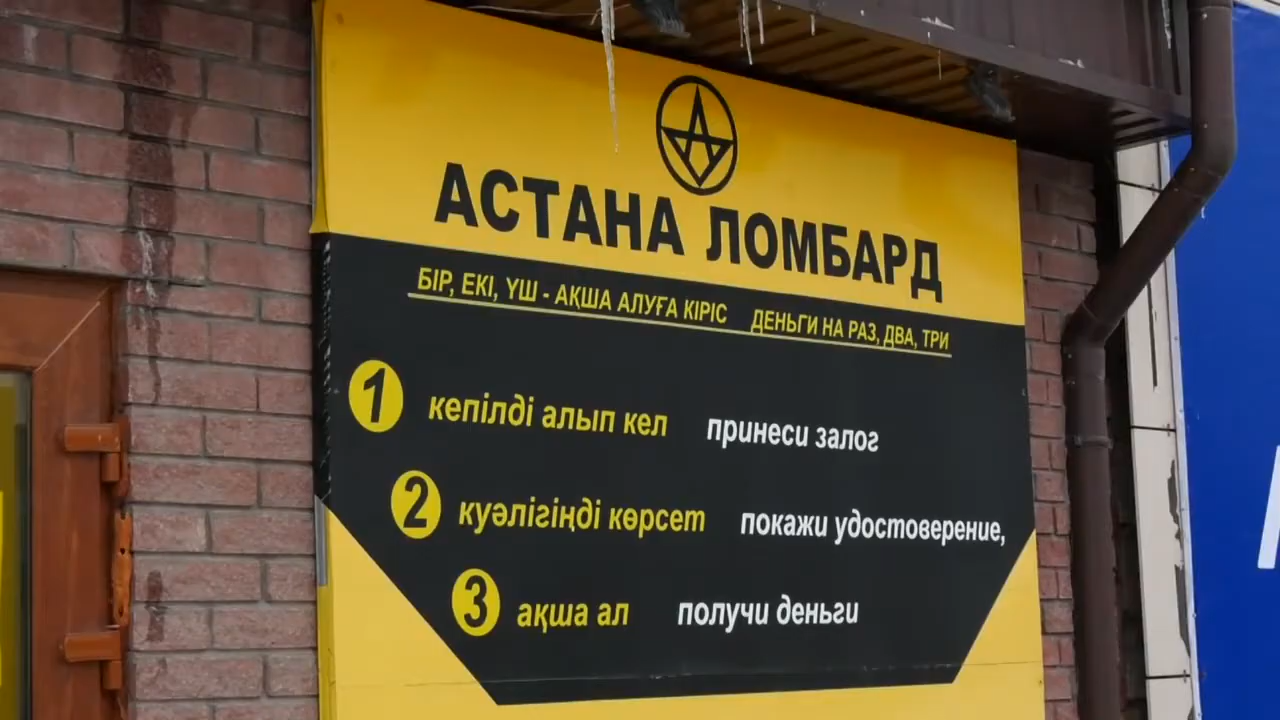 АСТАНА ЛОМБАРД
БІР, ЕКІ, ҮШ - АҚША АЛУҒА КІРІС ДЕНЬГИ НА РАЗ, ДВА, ТРИ
1 кепілді алып кел принеси залог
2 куәлігіңді көрсет покажи удостоверение,
3 ақша ал получи деньги